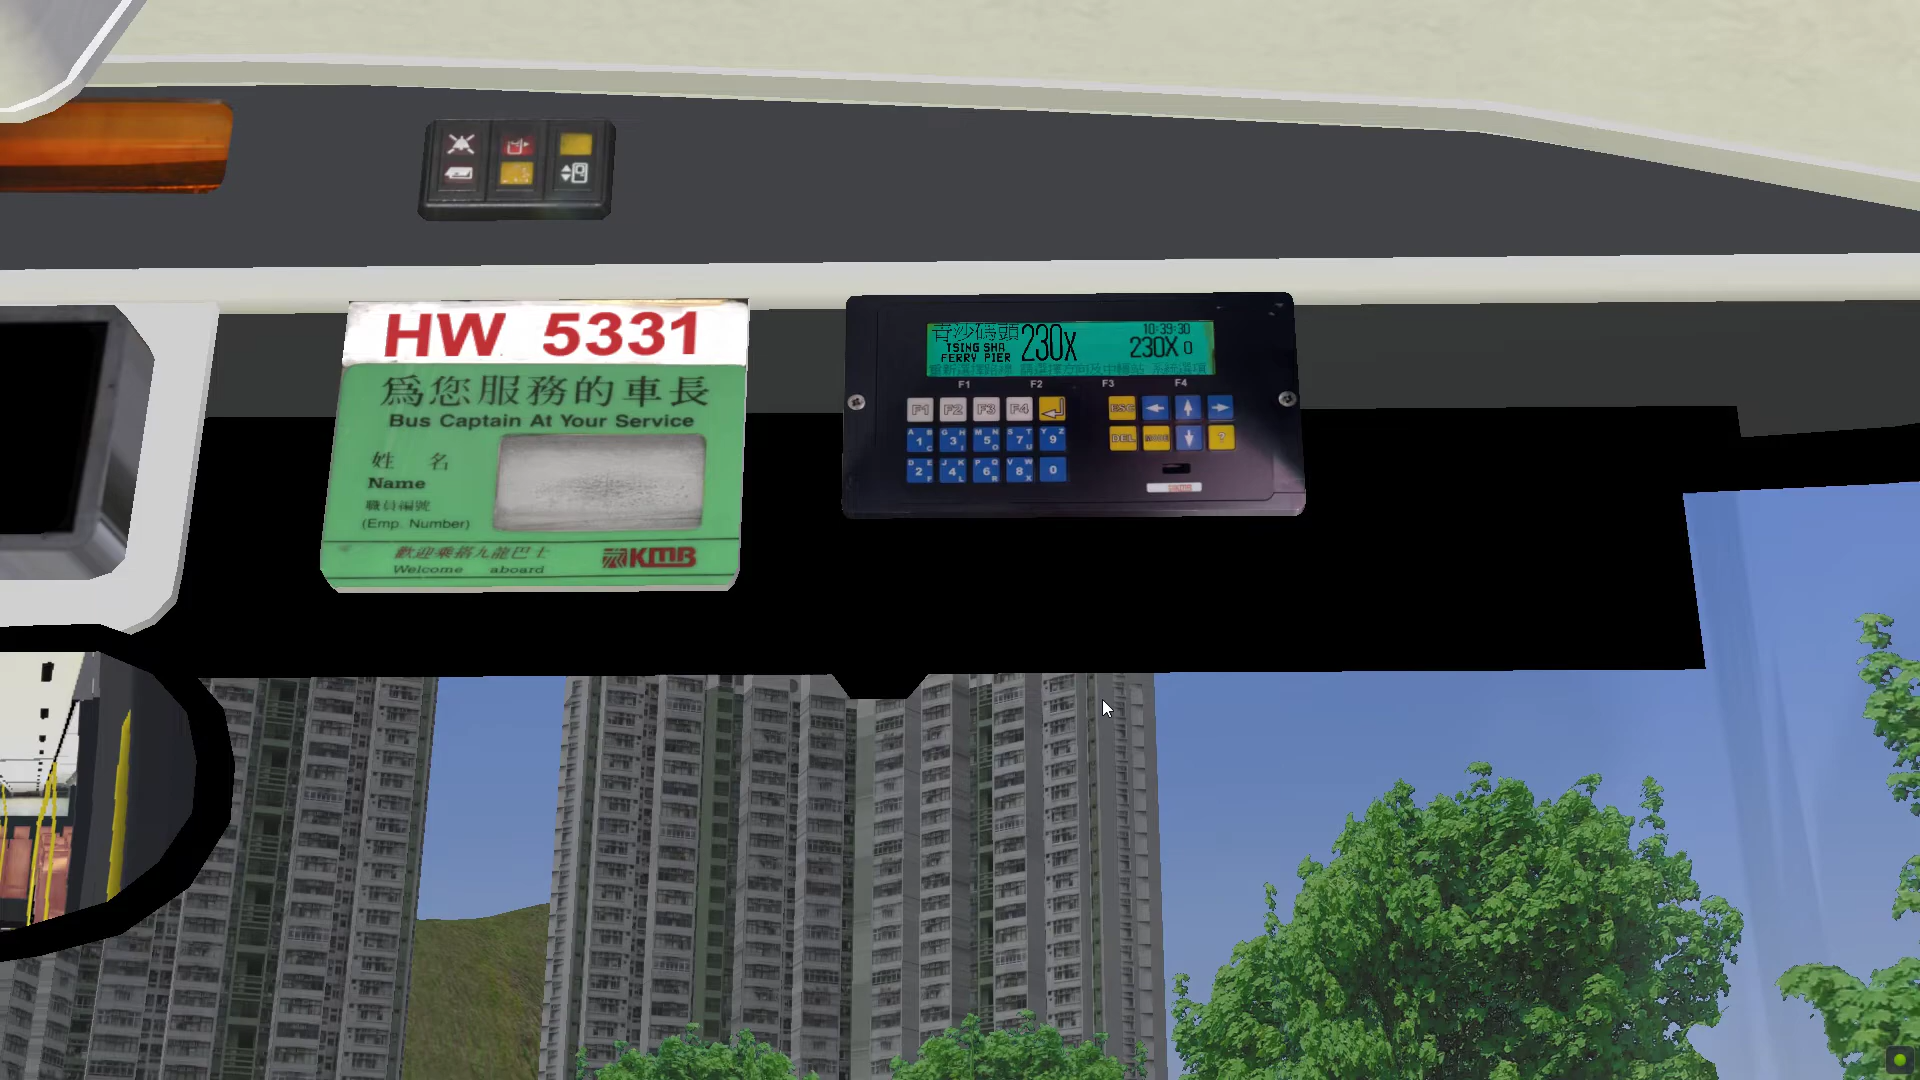 HW 5331
為您服務的車長
Bus Captain At Your Service
姓 名
Name
職員編號
(Emp. Number)
歡迎乘搭九龍巴士
Welcome aboard
KMB
青沙碼頭
TSING SHA
FERRY PIER
230X
10:39:30
230X 0
F1 F2 F3 F4
F1 F2 F3 F4
ESC
A 1 B C
G 3 H I
M 5 N O
S 7 T U
Y 9 Z
DEL
MODE
?
D 2 E F
J 4 K L
P 6 Q R
V 8 W X
0